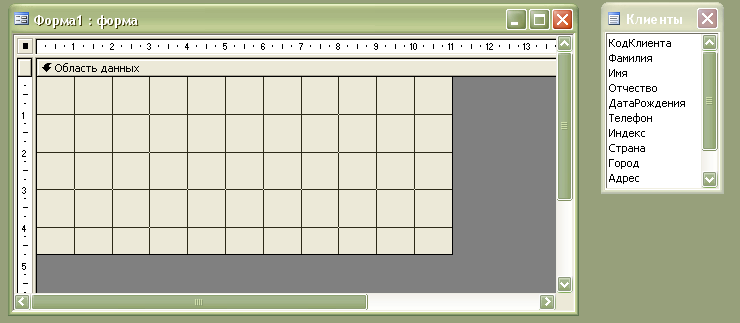 Форма1 : форма
1 2 3 4 5 6 7 8 9 10 11 12 13
Область данных
1
2
3
4
5
Клиенты
КодКлиента
Фамилия
Имя
Отчество
ДатаРождения
Телефон
Индекс
Страна
Город
Адрес